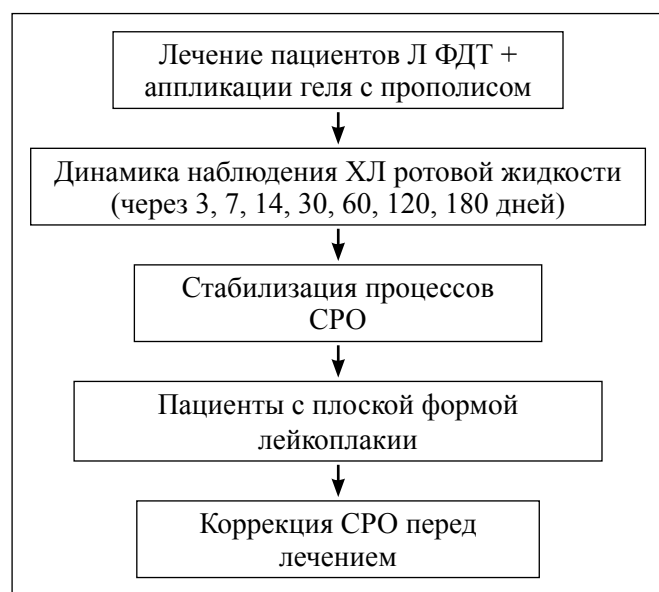 Лечение пациентов Л ФДТ +
аппликации геля с прополисом
Динамика наблюдения ХЛ ротовой жидкости
(через 3, 7, 14, 30, 60, 120, 180 дней)
Стабилизация процессов
СРО
Пациенты с плоской формой
лейкоплакии
Коррекция СРО перед
лечением